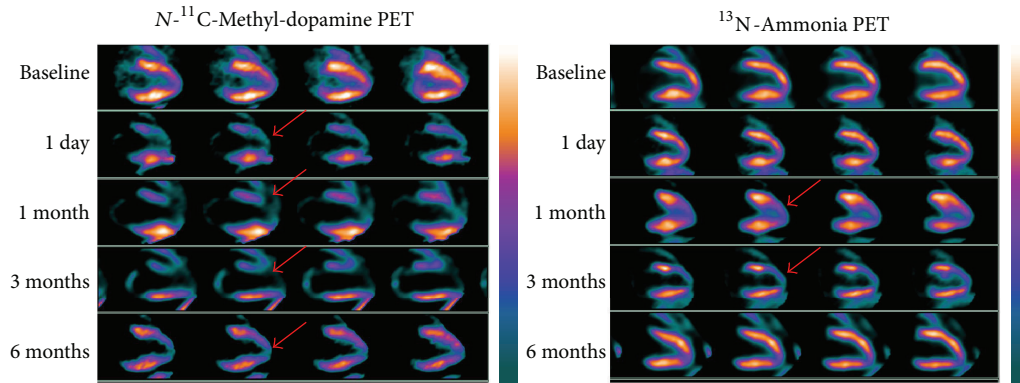 N-¹¹C-Methyl-dopamine PET
Baseline
1 day
1 month
3 months
6 months
¹³N-Ammonia PET
Baseline
1 day
1 month
3 months
6 months